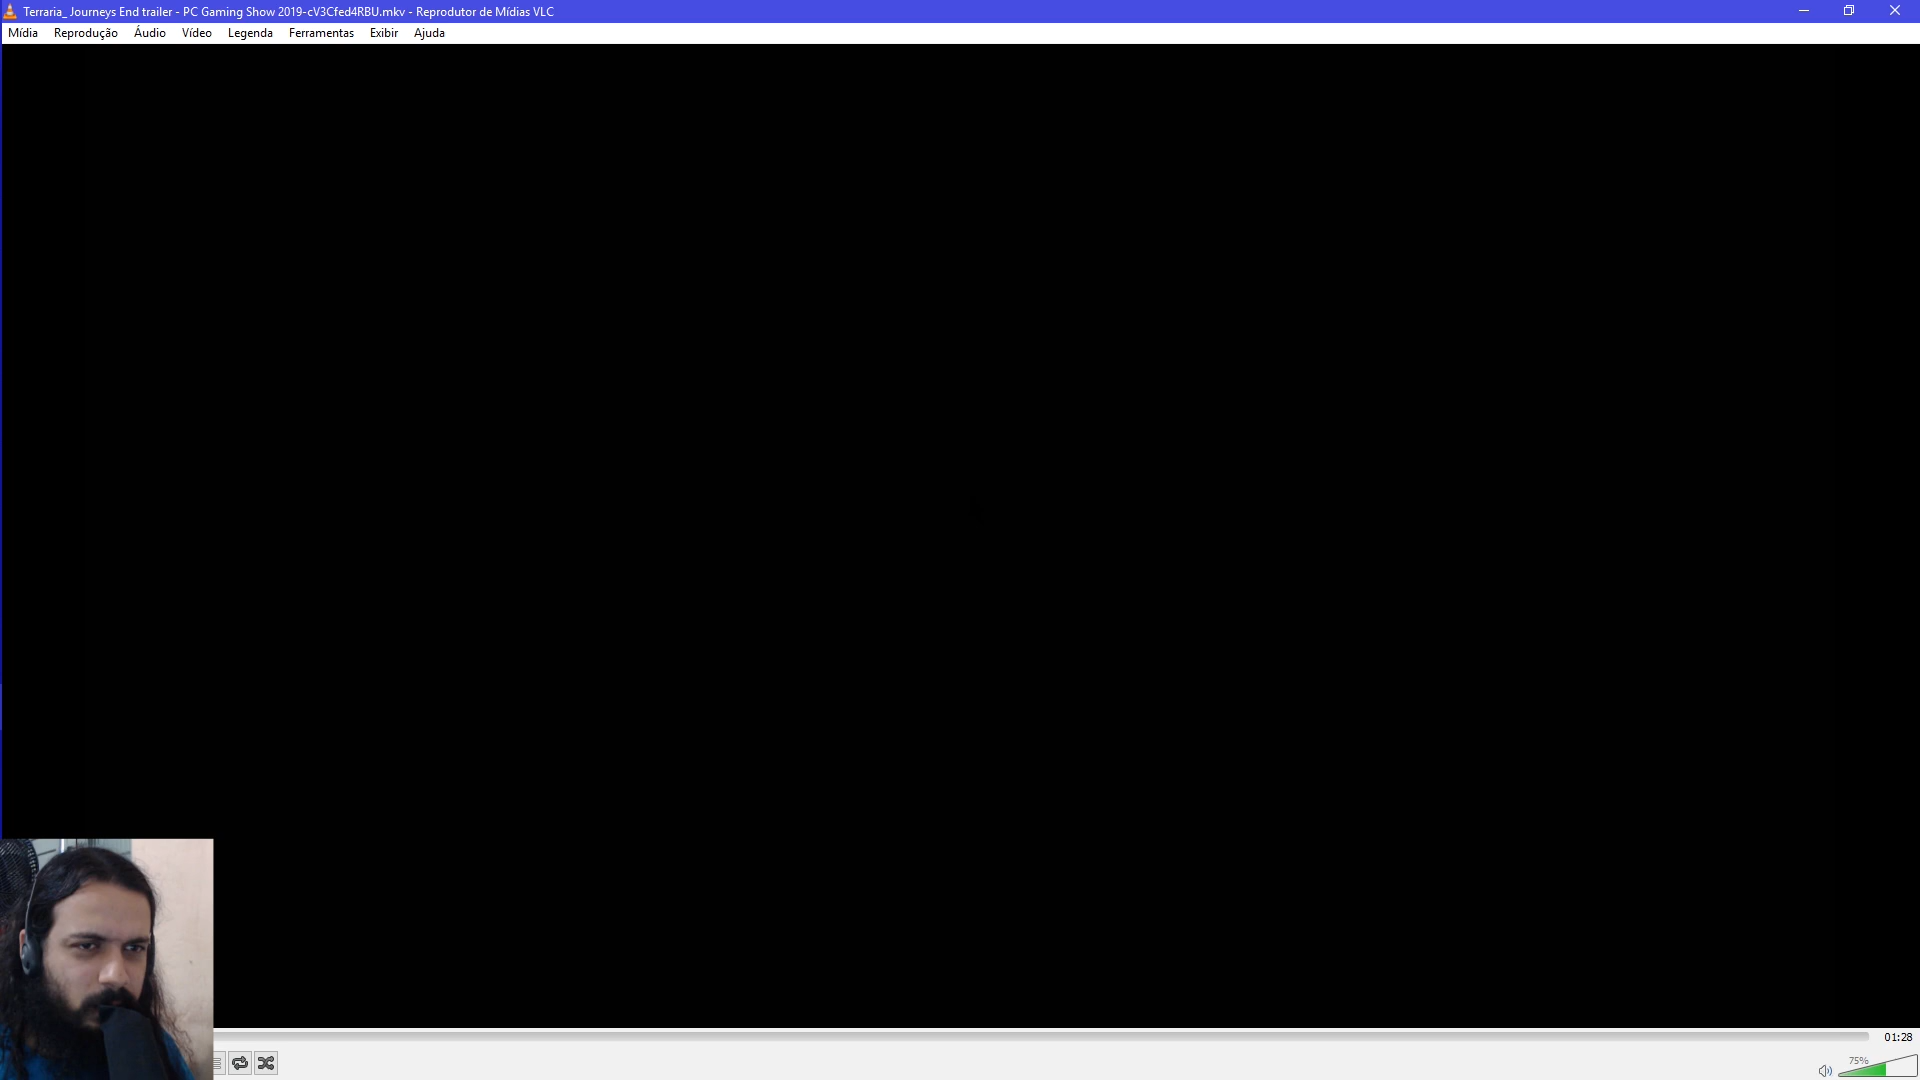 Terraria_ Journeys End trailer - PC Gaming Show 2019-cV3Cfed4RBU.mkv - Reprodutor de Mídias VLC
Mídia Reprodução Áudio Vídeo Legenda Ferramentas Exibir Ajuda
01:28
75%